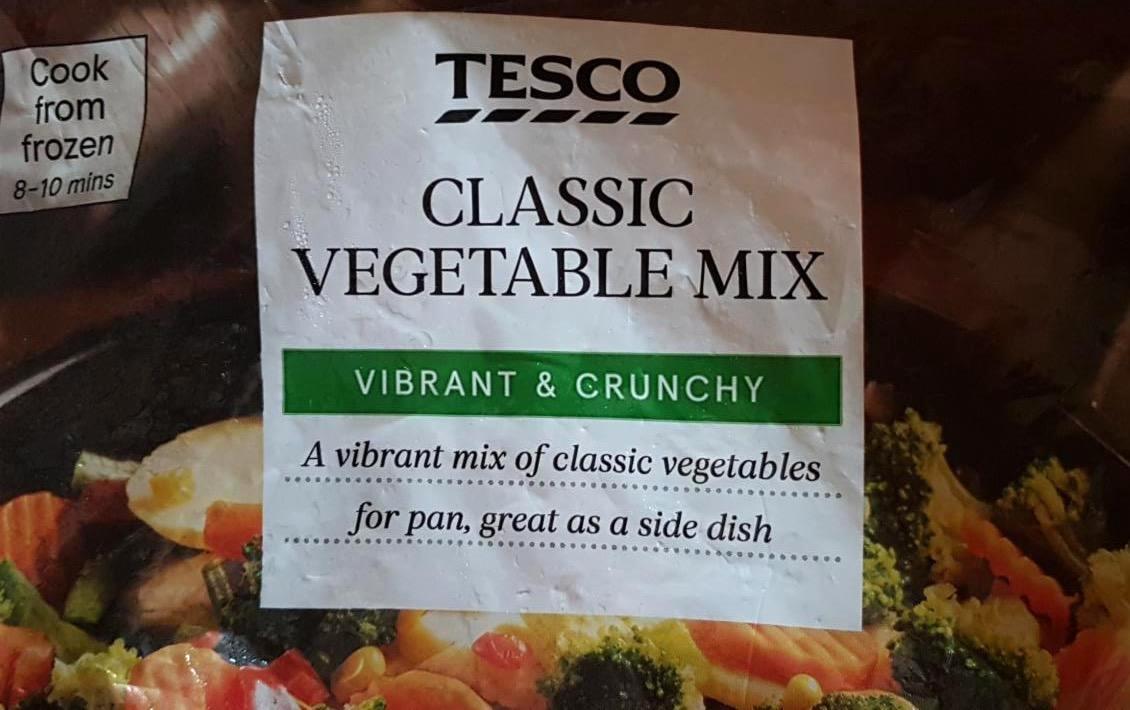 Cook
from
frozen
8-10 mins
TESCO
CLASSIC
VEGETABLE MIX
VIBRANT & CRUNCHY
A vibrant mix of classic vegetables
for pan, great as a side dish